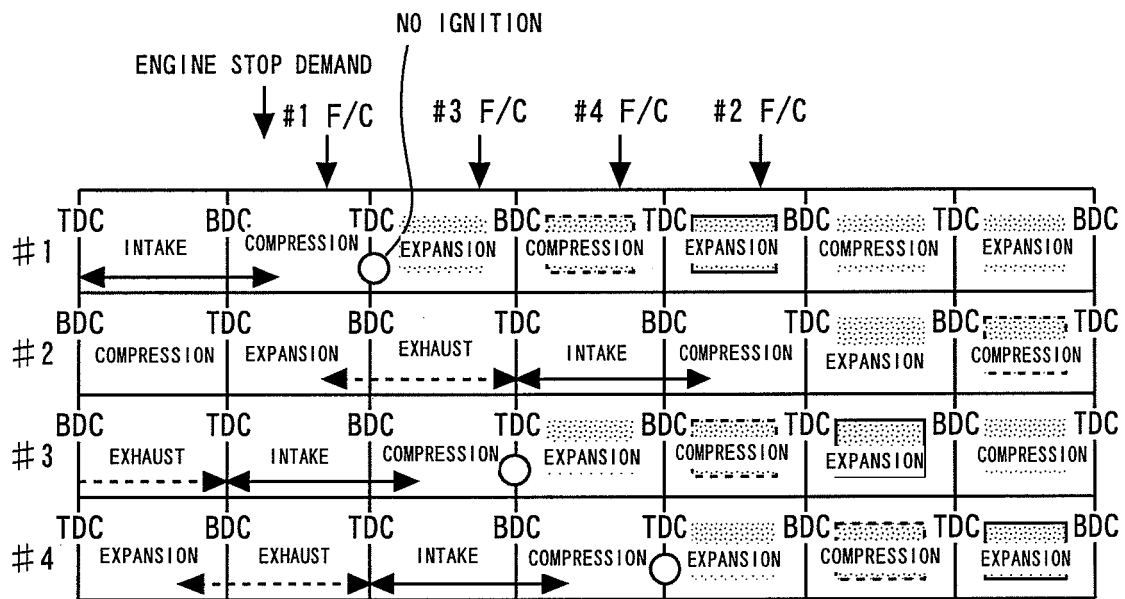 NO IGNITION
ENGINE STOP DEMAND
#1 F/C #3 F/C #4 F/C #2 F/C
TDC BDC TDC BDC TDC BDC TDC BDC
#1 INTAKE COMPRESSION EXPANSION COMPRESSION EXPANSION COMPRESSION EXPANSION
BDC TDC BDC TDC BDC TDC BDC TDC
#2 COMPRESSION EXPANSION EXHAUST INTAKE COMPRESSION EXPANSION COMPRESSION
BDC TDC BDC TDC BDC TDC BDC TDC
#3 EXHAUST INTAKE COMPRESSION EXPANSION COMPRESSION EXPANSION COMPRESSION
TDC BDC TDC BDC TDC BDC TDC BDC
#4 EXPANSION EXHAUST INTAKE COMPRESSION EXPANSION COMPRESSION EXPANSION